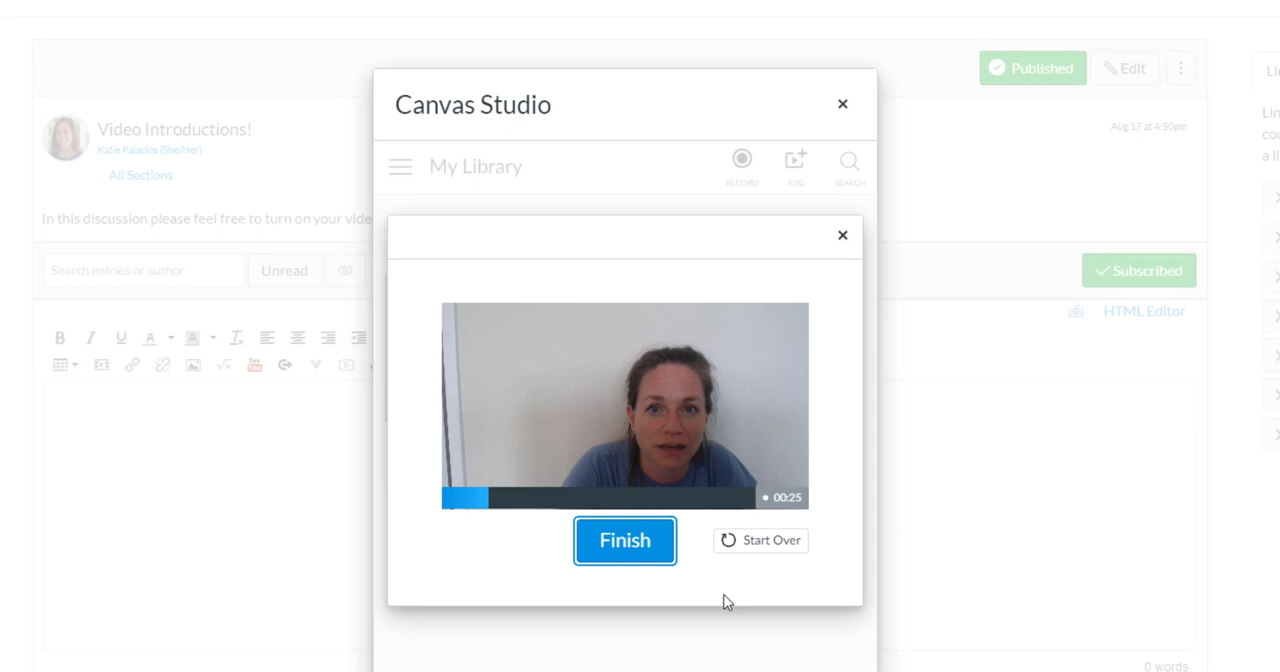 Published
Edit
Canvas Studio
Video Introductions!
Katie Palacios (She/Her)
All Sections
Aug 17 at 4:50pm
My Library
RECORD
ADD
SEARCH
In this discussion please feel free to turn on your vide
Search entries or author
Unread
Subscribed
HTML Editor
B I U A A
You
00:25
Finish
Start Over
0 words